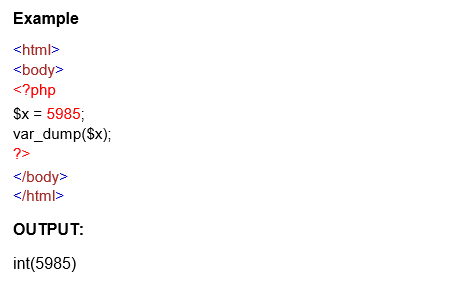 Example
<html>
<body>
<?php
$x = 5985;
var_dump($x);
?>
</body>
</html>
OUTPUT:
int(5985)